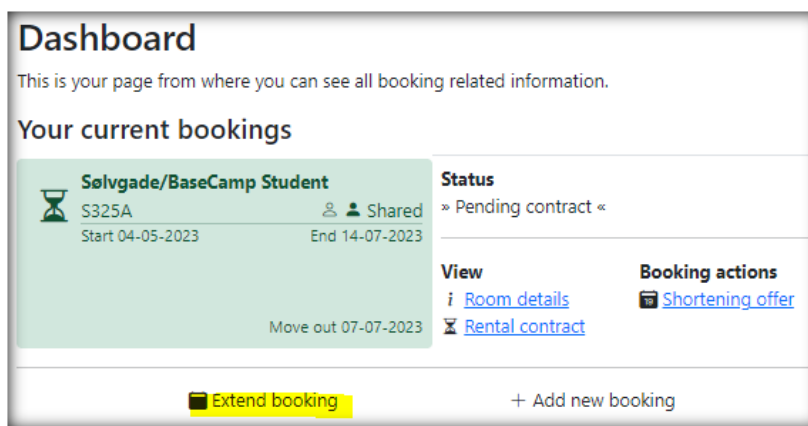 Dashboard
This is your page from where you can see all booking related information.
Your current bookings
Sølvgade/BaseCamp Student
S325A Shared
Start 04-05-2023 End 14-07-2023
Move out 07-07-2023
Status
» Pending contract «
View
i Room details
Rental contract
Booking actions
19 Shortening offer
Extend booking
+ Add new booking